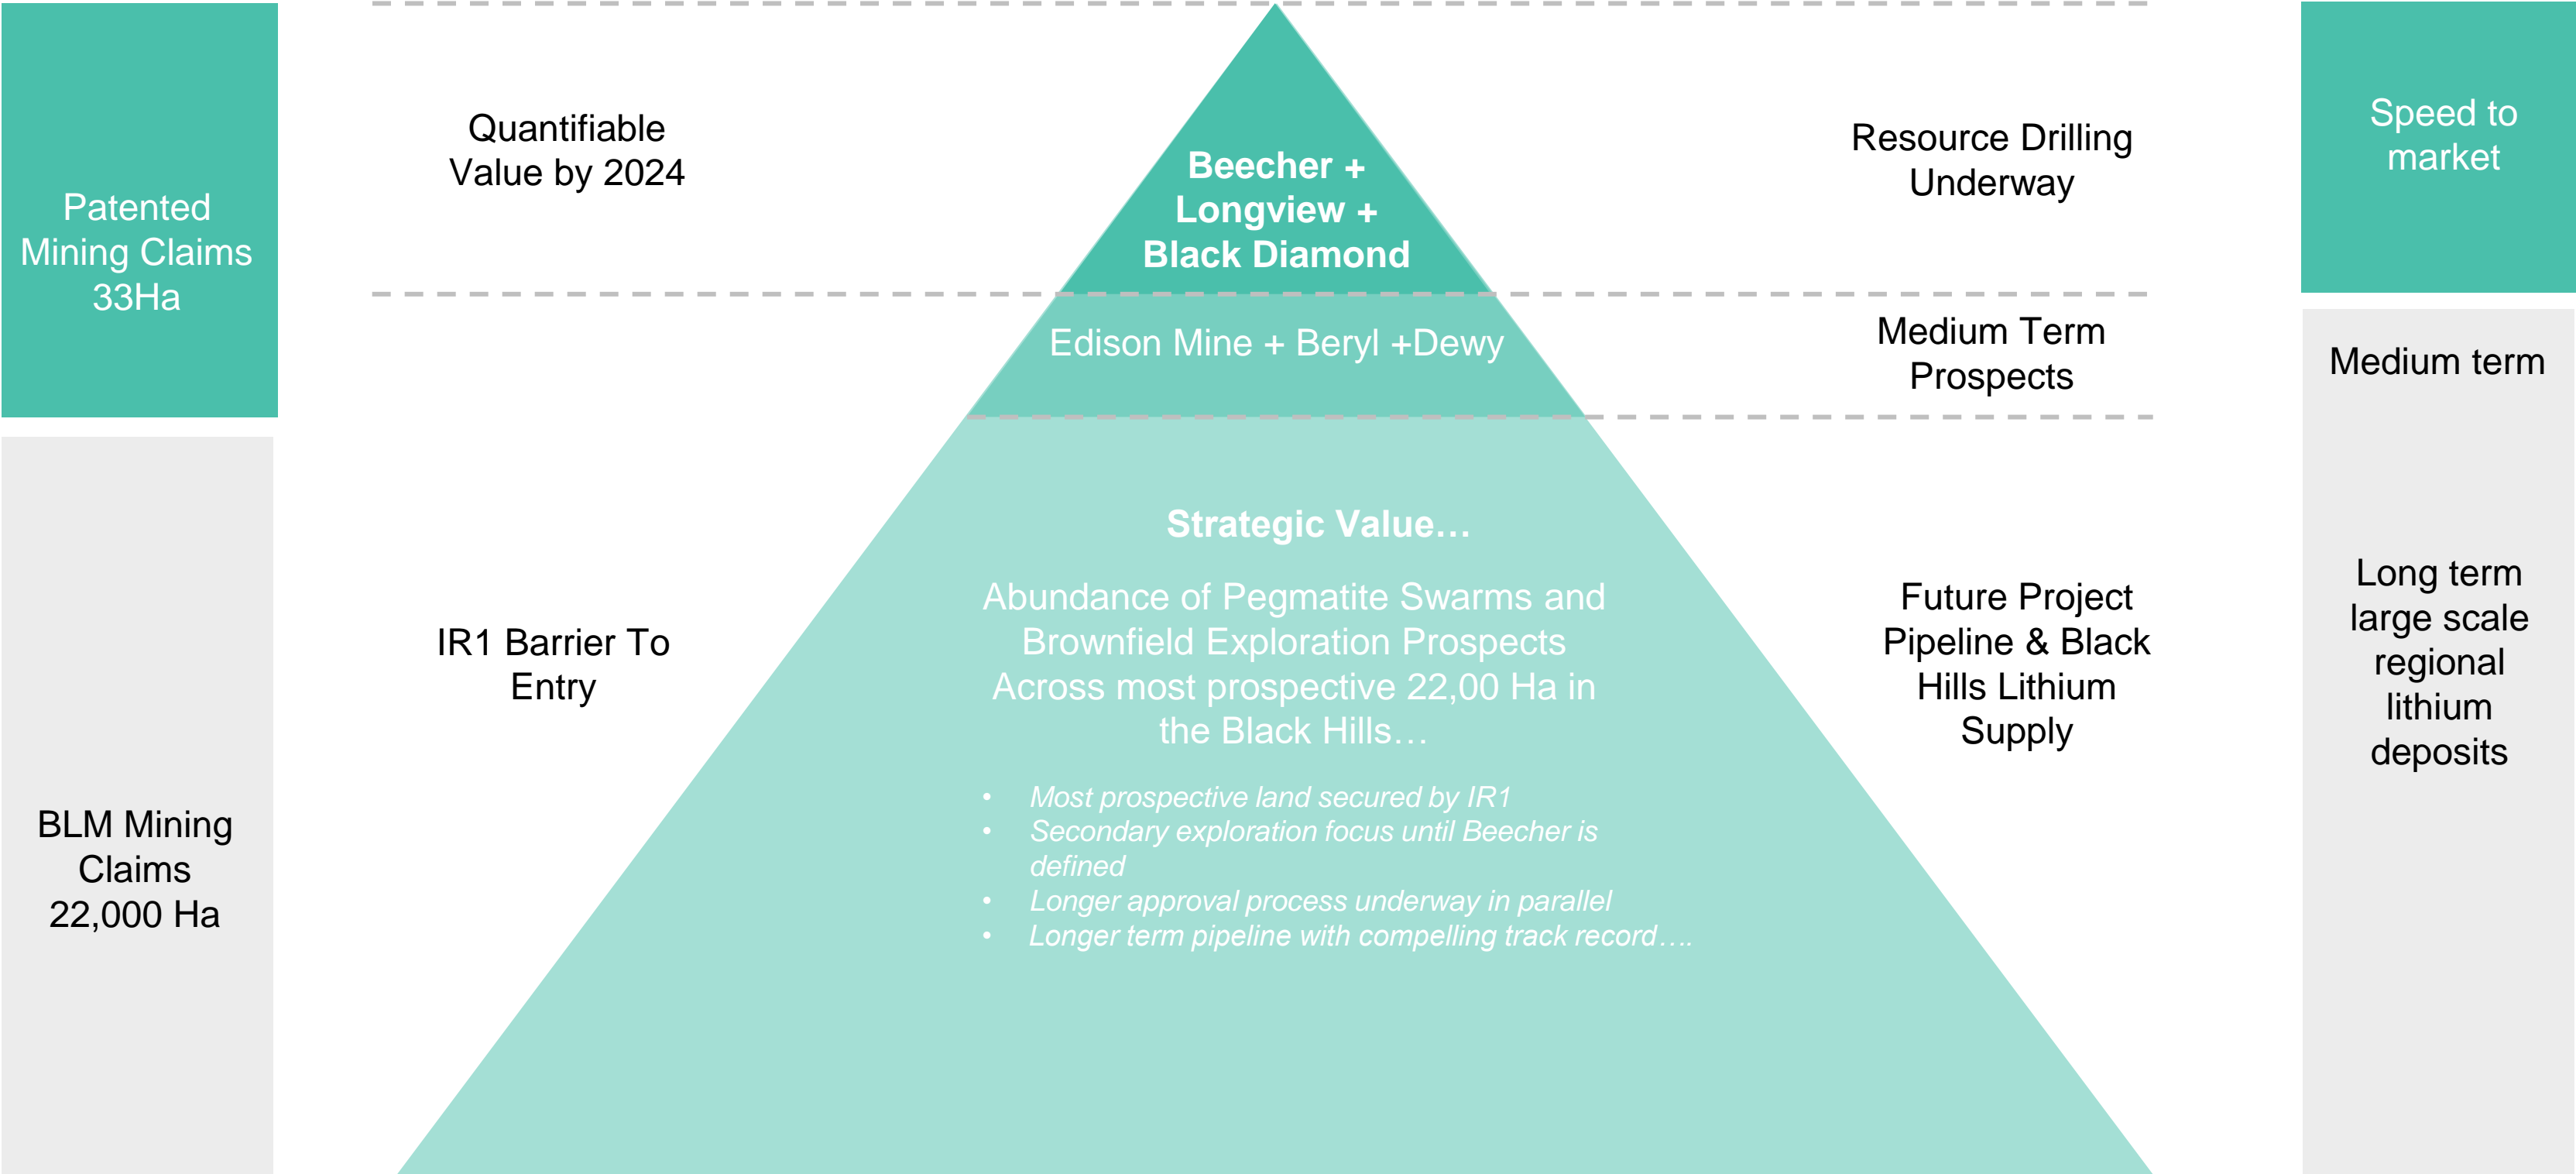 Patented
Mining Claims
33Ha
BLM Mining
Claims
22,000 Ha
Quantifiable
Value by 2024
IR1 Barrier To
Entry
Beecher +
Longview +
Black Diamond
Edison Mine + Beryl +Dewy
Strategic Value…
Abundance of Pegmatite Swarms and
Brownfield Exploration Prospects
Across most prospective 22,00 Ha in
the Black Hills…
• Most prospective land secured by IR1
• Secondary exploration focus until Beecher is
defined
• Longer approval process underway in parallel
• Longer term pipeline with compelling track record….
Resource Drilling
Underway
Medium Term
Prospects
Future Project
Pipeline & Black
Hills Lithium
Supply
Speed to
market
Medium term
Long term
large scale
regional
lithium
deposits